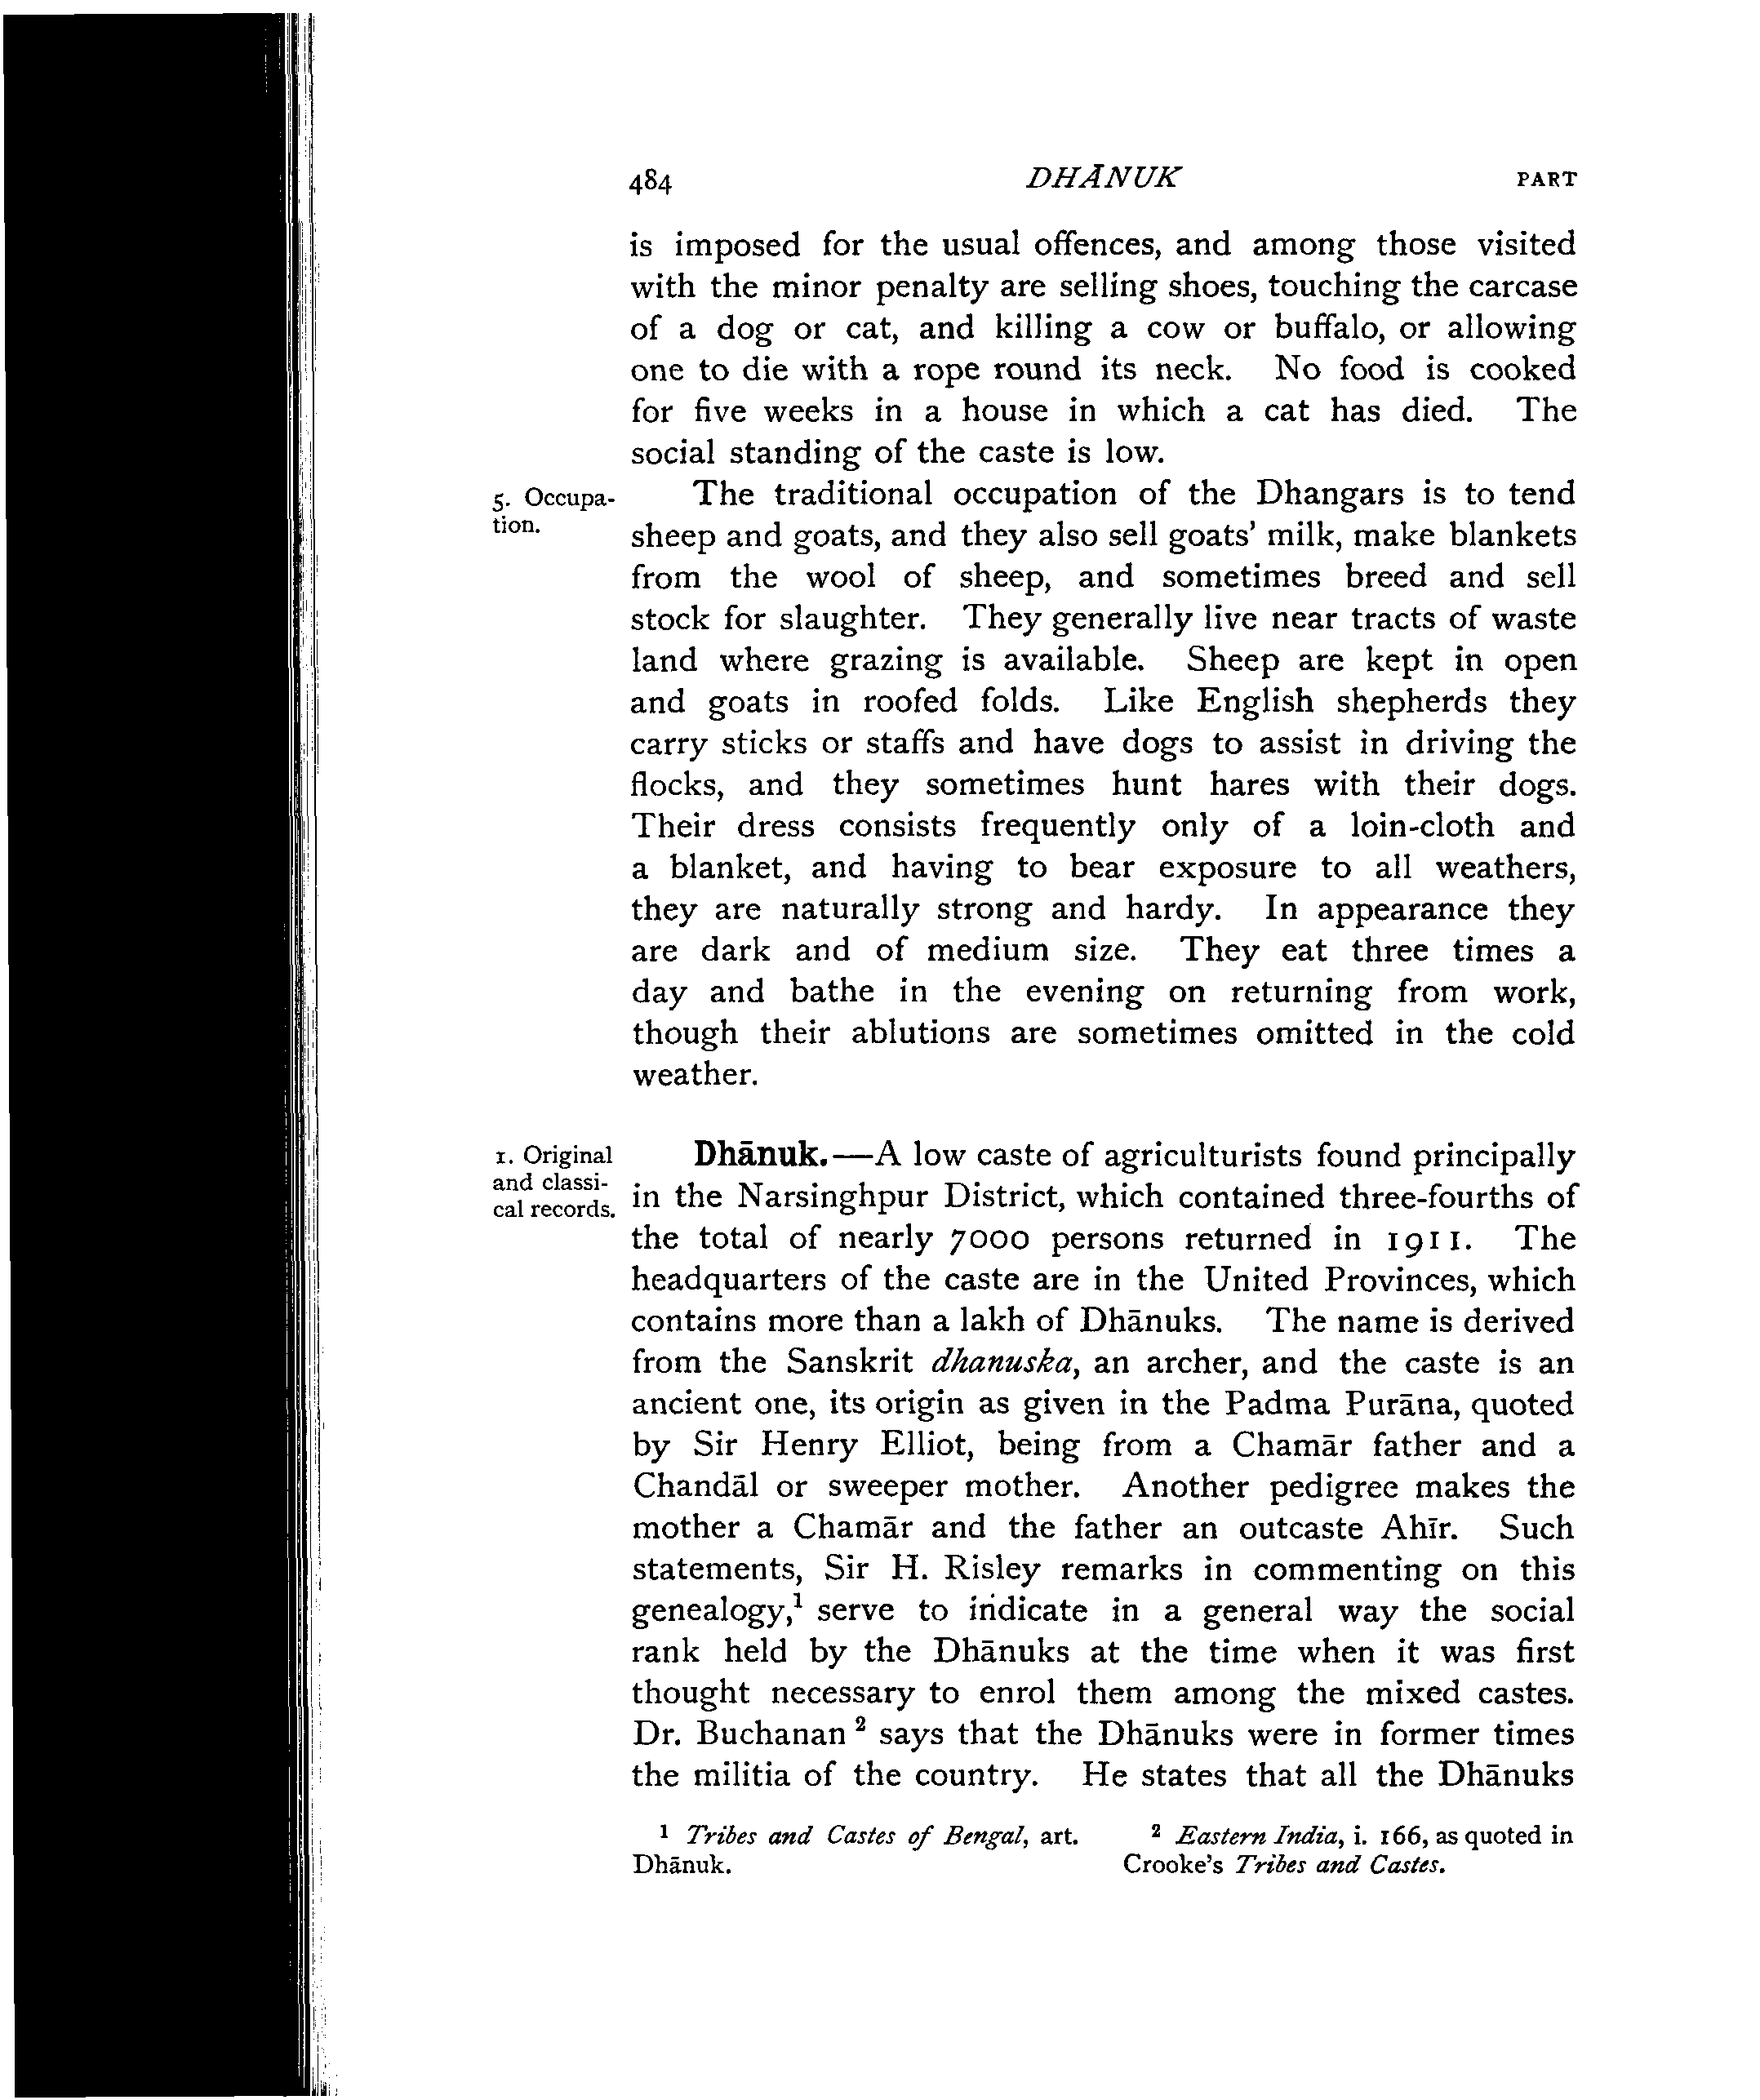 484 DHĀNUK PART
is imposed for the usual offences, and among those visited
with the minor penalty are selling shoes, touching the carcase
of a dog or cat, and killing a cow or buffalo, or allowing
one to die with a rope round its neck. No food is cooked
for five weeks in a house in which a cat has died. The
social standing of the caste is low.
5. Occupa-
tion.
The traditional occupation of the Dhangars is to tend
sheep and goats, and they also sell goats' milk, make blankets
from the wool of sheep, and sometimes breed and sell
stock for slaughter. They generally live near tracts of waste
land where grazing is available. Sheep are kept in open
and goats in roofed folds. Like English shepherds they
carry sticks or staffs and have dogs to assist in driving the
flocks, and they sometimes hunt hares with their dogs.
Their dress consists frequently only of a loin-cloth and
a blanket, and having to bear exposure to all weathers,
they are naturally strong and hardy. In appearance they
are dark and of medium size. They eat three times a
day and bathe in the evening on returning from work,
though their ablutions are sometimes omitted in the cold
weather.
1. Original
and classi-
cal records.
Dhānuk.—A low caste of agriculturists found principally
in the Narsinghpur District, which contained three-fourths of
the total of nearly 7000 persons returned in 1911. The
headquarters of the caste are in the United Provinces, which
contains more than a lakh of Dhānuks. The name is derived
from the Sanskrit dhanuska, an archer, and the caste is an
ancient one, its origin as given in the Padma Purāna, quoted
by Sir Henry Elliot, being from a Chamār father and a
Chandāl or sweeper mother. Another pedigree makes the
mother a Chamār and the father an outcaste Ahīr. Such
statements, Sir H. Risley remarks in commenting on this
genealogy,¹ serve to indicate in a general way the social
rank held by the Dhānuks at the time when it was first
thought necessary to enrol them among the mixed castes.
Dr. Buchanan ² says that the Dhānuks were in former times
the militia of the country. He states that all the Dhānuks
¹ Tribes and Castes of Bengal, art.
Dhānuk.
² Eastern India, i. 166, as quoted in
Crooke's Tribes and Castes.